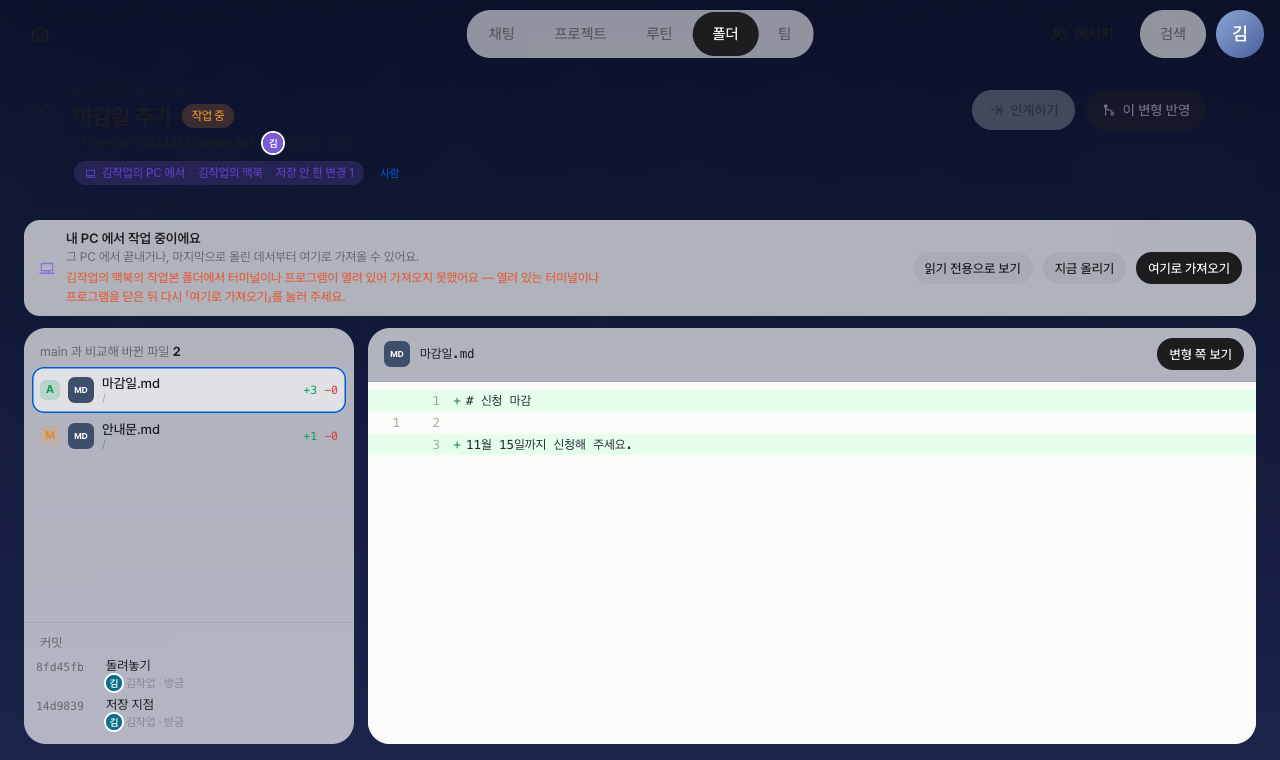 채팅 프로젝트 루틴 폴더 팀 메시지 검색 김
마감일 추가 작업 중 인계하기 이 변형 반영
김
김작업의 PC 에서 · 김작업의 맥북 · 저장 안 한 변경 1 사람
내 PC 에서 작업 중이에요
그 PC 에서 끝내거나, 마지막으로 올린 데서부터 여기로 가져올 수 있어요.
김작업의 맥북의 작업본 폴더에서 터미널이나 프로그램이 열려 있어 가져오지 못했어요 — 열려 있는 터미널이나
프로그램을 닫은 뒤 다시 「여기로 가져오기」를 눌러 주세요.
읽기 전용으로 보기 지금 올리기 여기로 가져오기
main 과 비교해 바뀐 파일 2
A MD 마감일.md +3 −0
/
M MD 안내문.md +1 −0
/
커밋
8fd45fb 돌려놓기
김 김작업 · 방금
14d9839 저장 지점
김 김작업 · 방금
MD 마감일.md 변형 쪽 보기
1 + # 신청 마감
1 2
3 + 11월 15일까지 신청해 주세요.